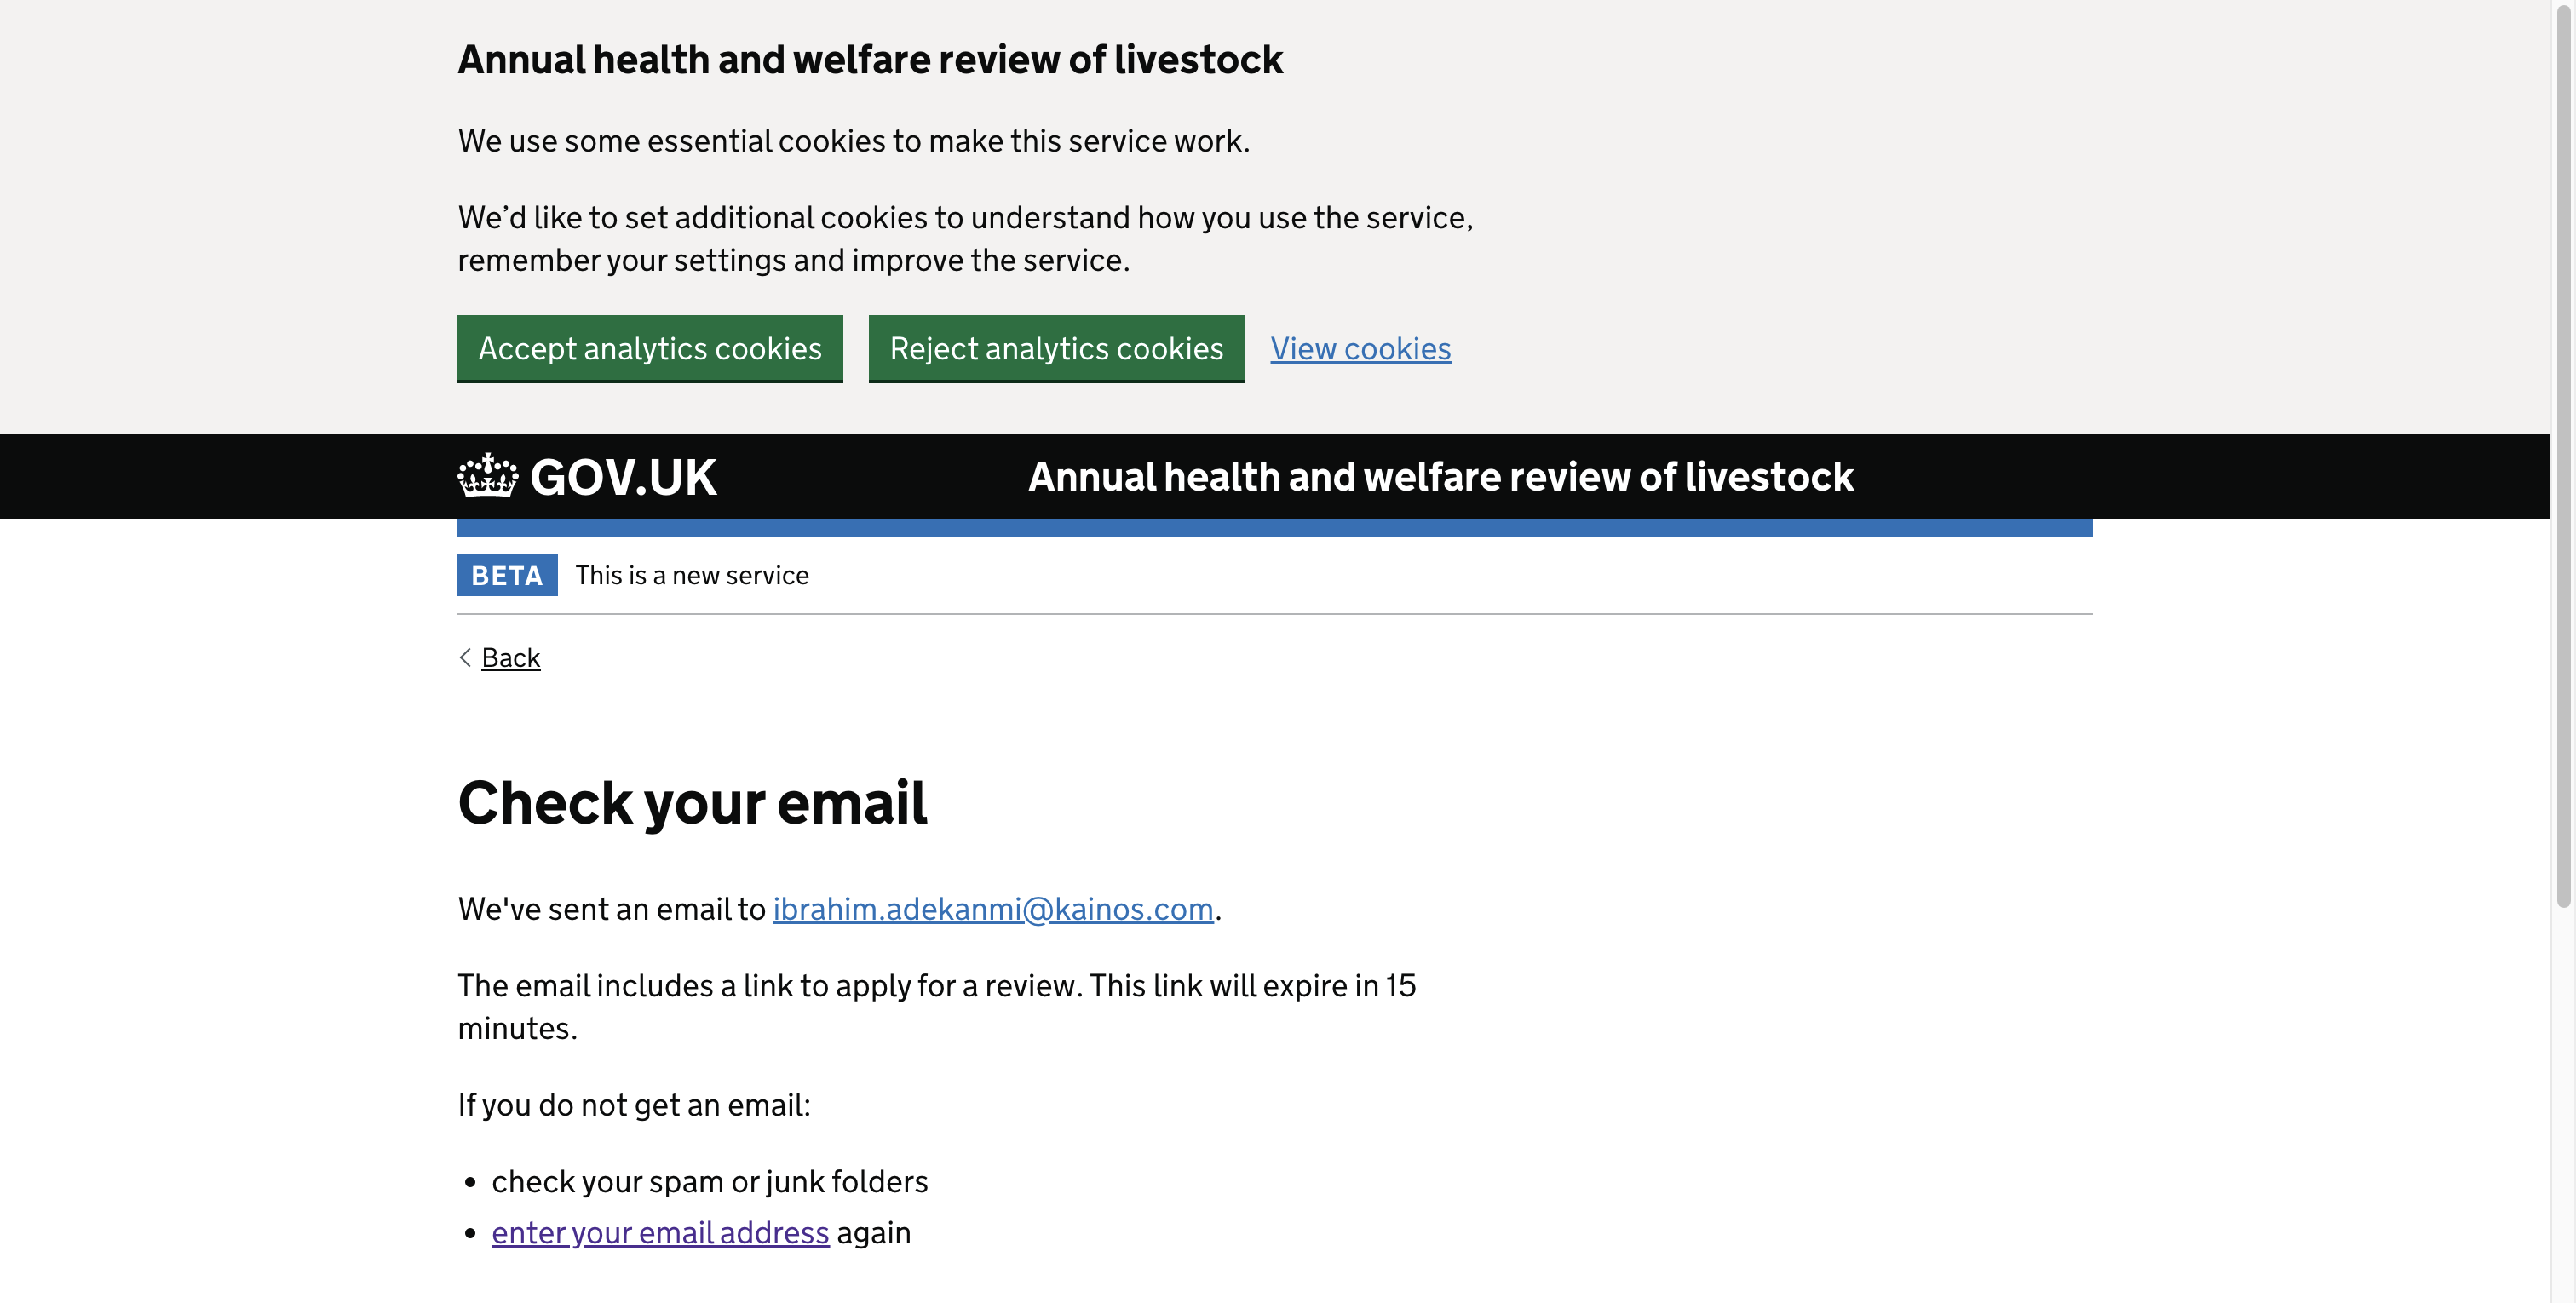 Annual health and welfare review of livestock
We use some essential cookies to make this service work.
We’d like to set additional cookies to understand how you use the service,
remember your settings and improve the service.
Accept analytics cookies Reject analytics cookies View cookies
GOV.UK Annual health and welfare review of livestock
BETA This is a new service
Back
Check your email
We've sent an email to ibrahim.adekanmi@kainos.com.
The email includes a link to apply for a review. This link will expire in 15
minutes.
If you do not get an email:
• check your spam or junk folders
• enter your email address again